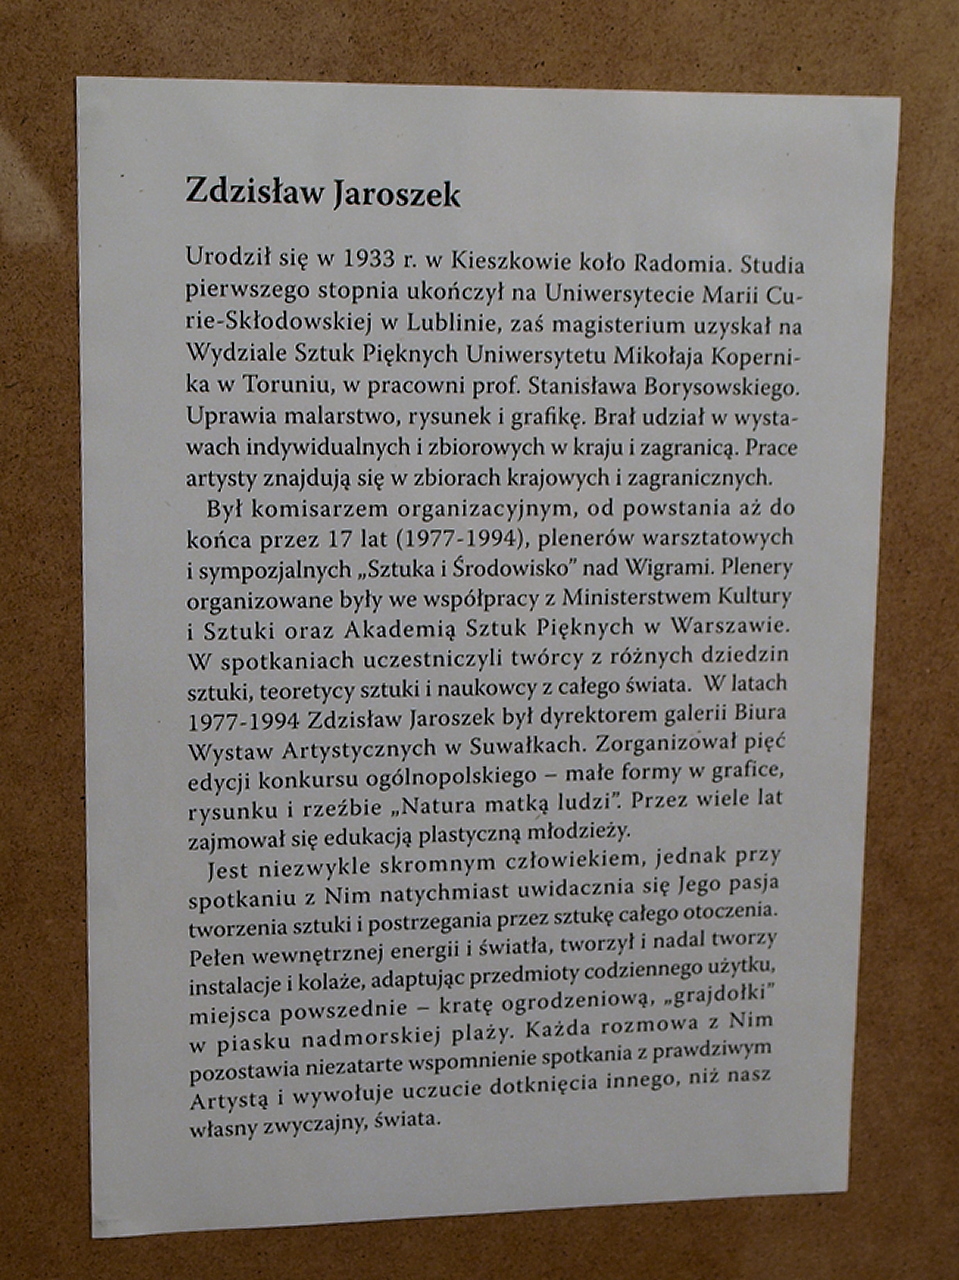 Zdzisław Jaroszek
Urodził się w 1933 r. w Kieszkowie koło Radomia. Studia
pierwszego stopnia ukończył na Uniwersytecie Marii Cu-
rie-Skłodowskiej w Lublinie, zaś magisterium uzyskał na
Wydziale Sztuk Pięknych Uniwersytetu Mikołaja Koperni-
ka w Toruniu, w pracowni prof. Stanisława Borysowskiego.
Uprawia malarstwo, rysunek i grafikę. Brał udział w wysta-
wach indywidualnych i zbiorowych w kraju i zagranicą. Prace
artysty znajdują się w zbiorach krajowych i zagranicznych.
Był komisarzem organizacyjnym, od powstania aż do
końca przez 17 lat (1977-1994), plenerów warsztatowych
i sympozjalnych „Sztuka i Środowisko” nad Wigrami. Plenery
organizowane były we współpracy z Ministerstwem Kultury
i Sztuki oraz Akademią Sztuk Pięknych w Warszawie.
W spotkaniach uczestniczyli twórcy z różnych dziedzin
sztuki, teoretycy sztuki i naukowcy z całego świata. W latach
1977-1994 Zdzisław Jaroszek był dyrektorem galerii Biura
Wystaw Artystycznych w Suwałkach. Zorganizował pięć
edycji konkursu ogólnopolskiego – małe formy w grafice,
rysunku i rzeźbie „Natura matką ludzi”. Przez wiele lat
zajmował się edukacją plastyczną młodzieży.
Jest niezwykle skromnym człowiekiem, jednak przy
spotkaniu z Nim natychmiast uwidacznia się Jego pasja
tworzenia sztuki i postrzegania przez sztukę całego otoczenia.
Pełen wewnętrznej energii i światła, tworzył i nadal tworzy
instalacje i kolaże, adaptując przedmioty codziennego użytku,
miejsca powszednie – kratę ogrodzeniową, „grajdołki”
w piasku nadmorskiej plaży. Każda rozmowa z Nim
pozostawia niezatarte wspomnienie spotkania z prawdziwym
Artystą i wywołuje uczucie dotknięcia innego, niż nasz
własny zwyczajny, świata.